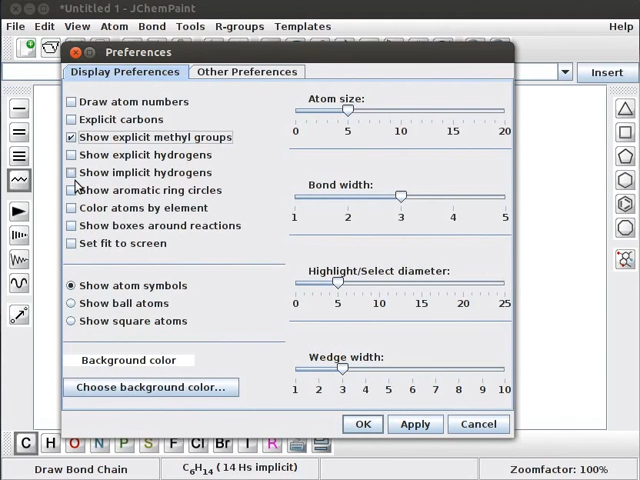 *Untitled 1 - JChemPaint
File Edit View Atom Bond Tools R-groups Templates Help
Preferences
Display Preferences Other Preferences
Insert
Draw atom numbers
Explicit carbons
Show explicit methyl groups
Show explicit hydrogens
Show implicit hydrogens
Show aromatic ring circles
Color atoms by element
Show boxes around reactions
Set fit to screen
Show atom symbols
Show ball atoms
Show square atoms
Background color
Choose background color...
Atom size:
0 5 10 15 20
Bond width:
1 2 3 4 5
Highlight/Select diameter:
0 5 10 15 20 25
Wedge width:
1 2 3 4 5 6 7 8 9 10
OK Apply Cancel
C H O N P S F Cl Br I R
Draw Bond Chain C6H14 (14 Hs implicit) Zoomfactor: 100%